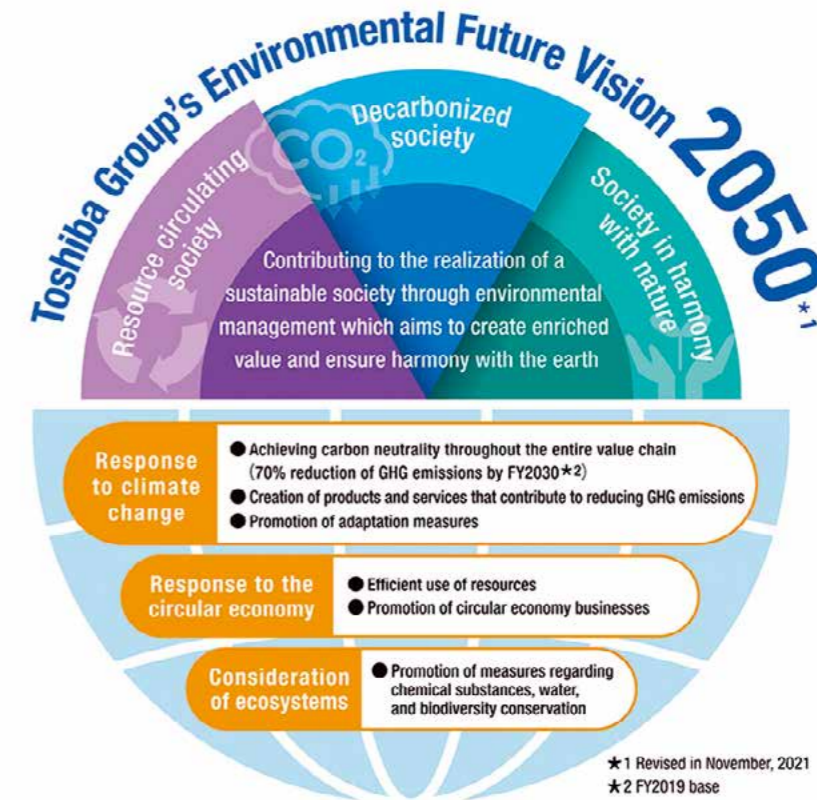 Toshiba Group's Environmental Future Vision 2050★1
Resource circulating
society
CO2
Decarbonized
society
Society in harmony
with nature
Contributing to the realization of a
sustainable society through environmental
management which aims to create enriched
value and ensure harmony with the earth
Response
to climate
change
●Achieving carbon neutrality throughout the entire value chain
(70% reduction of GHG emissions by FY2030★2)
●Creation of products and services that contribute to reducing GHG emissions
●Promotion of adaptation measures
Response to the
circular economy
●Efficient use of resources
●Promotion of circular economy businesses
Consideration
of ecosystems
●Promotion of measures regarding
chemical substances, water,
and biodiversity conservation
★1 Revised in November, 2021
★2 FY2019 base